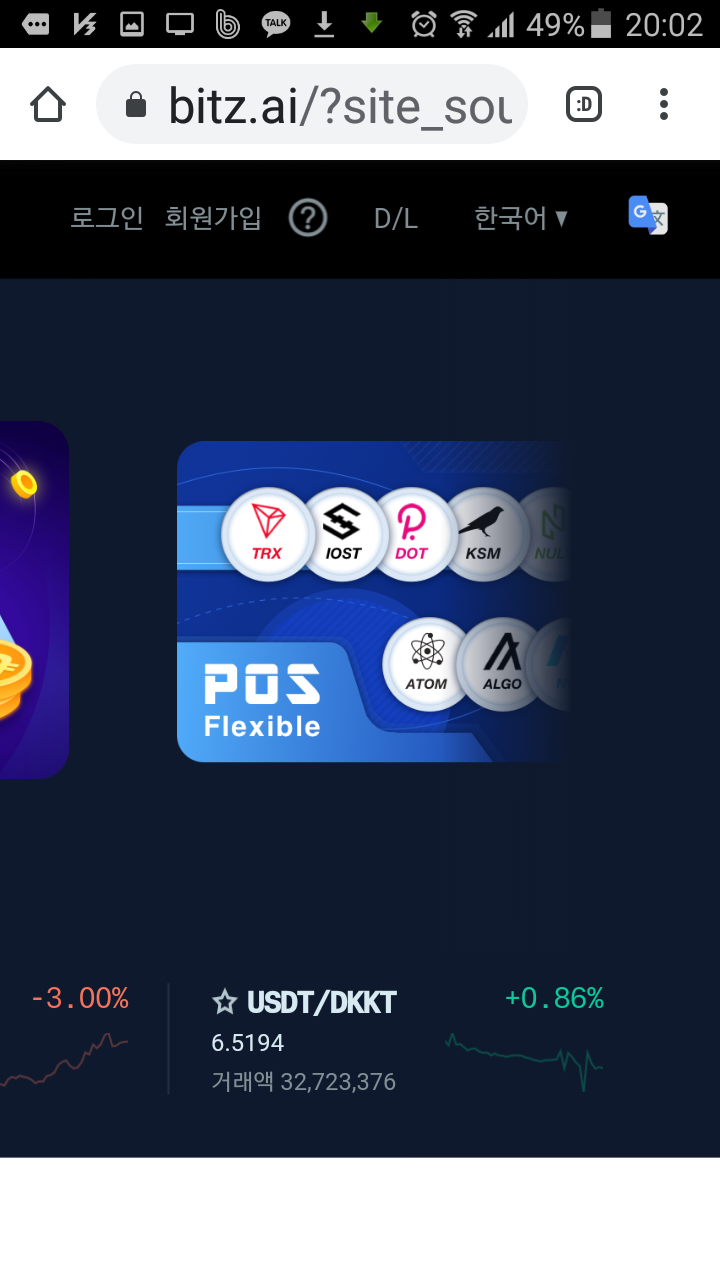 TALK 49% 20:02
bitz.ai/?site_sou :D
로그인 회원가입 ? D/L 한국어 ▼ G 文
TRX IOST DOT KSM NUL
POS
Flexible
ATOM ALGO
-3.00% USDT/DKKT +0.86%
6.5194
거래액 32,723,376